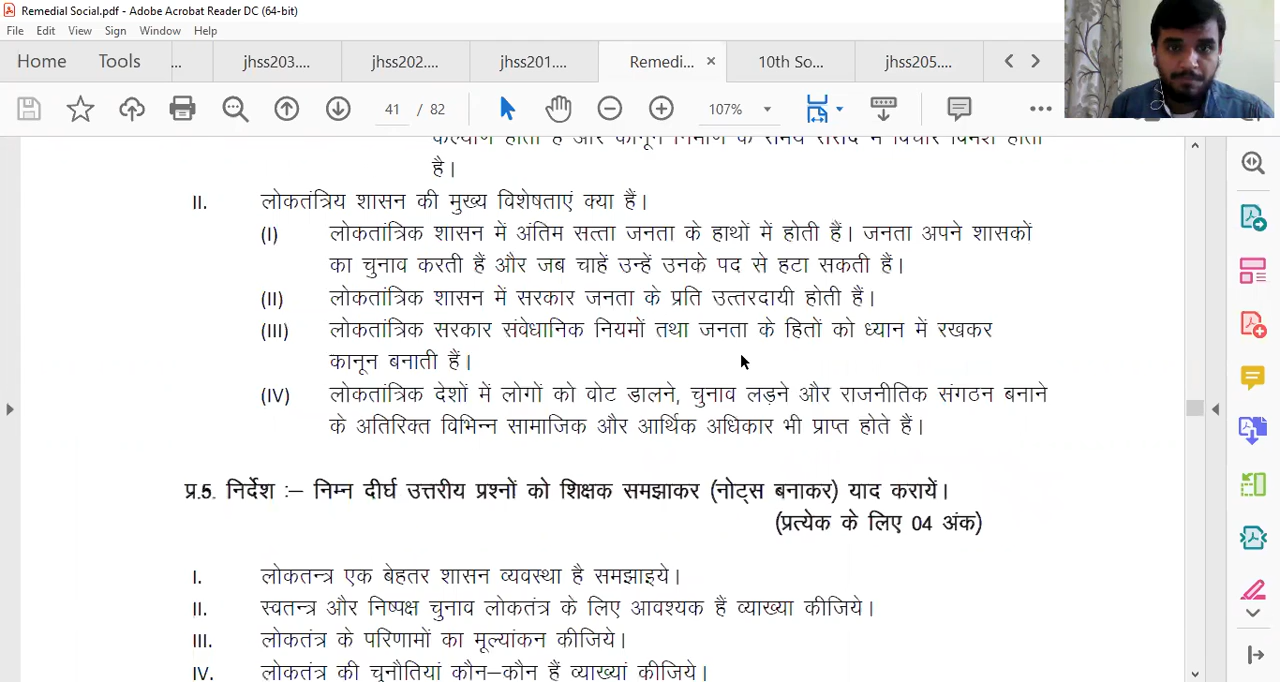 Remedial Social.pdf - Adobe Acrobat Reader DC (64-bit)
File Edit View Sign Window Help
Home Tools ... jhss203.... jhss202.... jhss201.... Remedi... × 10th So... jhss205....
41 / 82 107%
कल्याण होता है और कानून निर्माण के समय संसद में विचार विमर्श होता
है।
II. लोकतंत्रिय शासन की मुख्य विशेषताएं क्या हैं।
(I) लोकतांत्रिक शासन में अंतिम सत्ता जनता के हाथों में होती हैं। जनता अपने शासकों
का चुनाव करती हैं और जब चाहें उन्हें उनके पद से हटा सकती हैं।
(II) लोकतांत्रिक शासन में सरकार जनता के प्रति उत्तरदायी होती हैं।
(III) लोकतांत्रिक सरकार संवेधानिक नियमों तथा जनता के हितों को ध्यान में रखकर
कानून बनाती हैं।
(IV) लोकतांत्रिक देशों में लोगों को वोट डालने, चुनाव लड़ने और राजनीतिक संगठन बनाने
के अतिरिक्त विभिन्न सामाजिक और आर्थिक अधिकार भी प्राप्त होते हैं।
प्र.5. निर्देश :– निम्न दीर्घ उत्तरीय प्रश्नों को शिक्षक समझाकर (नोट्स बनाकर) याद करायें।
(प्रत्येक के लिए 04 अंक)
I. लोकतन्त्र एक बेहतर शासन व्यवस्था है समझाइये।
II. स्वतन्त्र और निष्पक्ष चुनाव लोकतंत्र के लिए आवश्यक हैं व्याख्या कीजिये।
III. लोकतंत्र के परिणामों का मूल्यांकन कीजिये।
IV. लोकतंत्र की चुनौतियां कौन–कौन हैं व्याख्यां कीजिये।